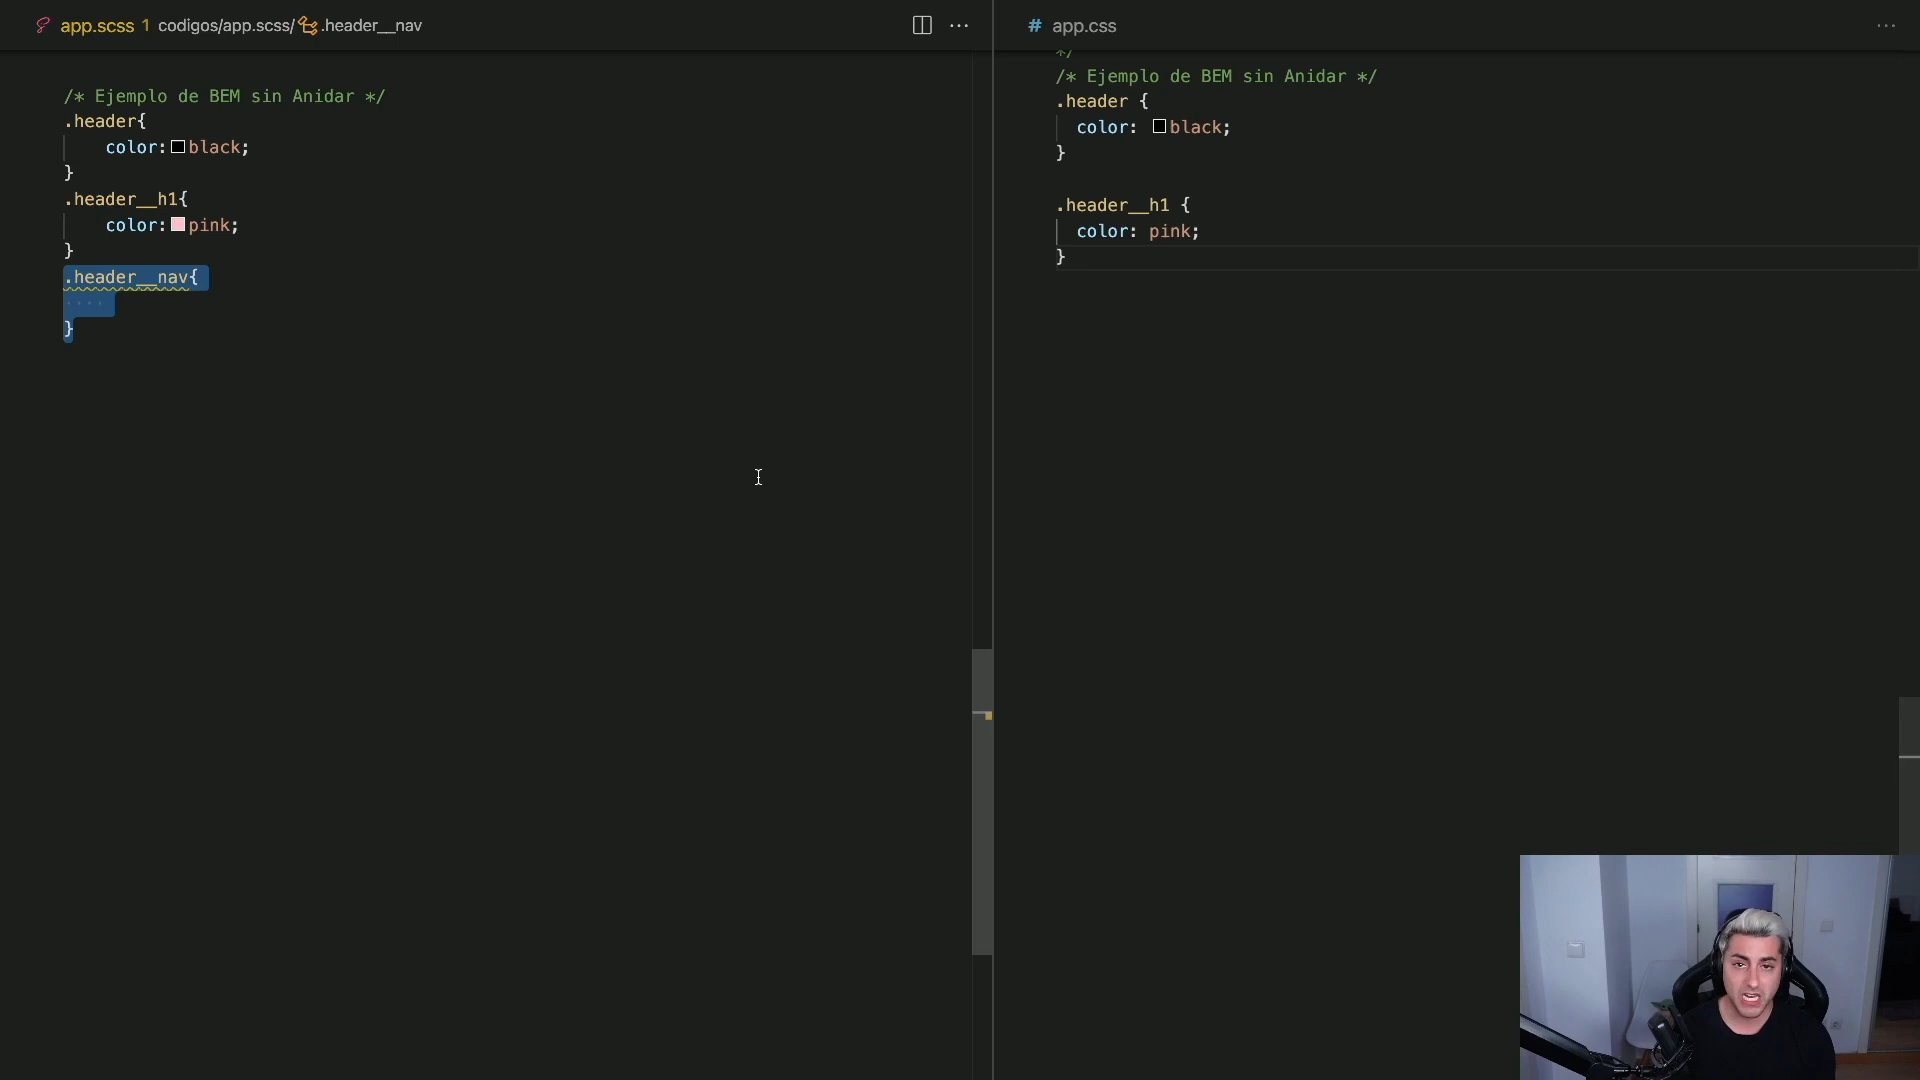 app.scss 1 codigos/app.scss/ .header__nav
/* Ejemplo de BEM sin Anidar */
.header{
color: black;
}
.header__h1{
color: pink;
}
.header__nav{
}
# app.css
*/
/* Ejemplo de BEM sin Anidar */
.header {
color: black;
}
.header__h1 {
color: pink;
}